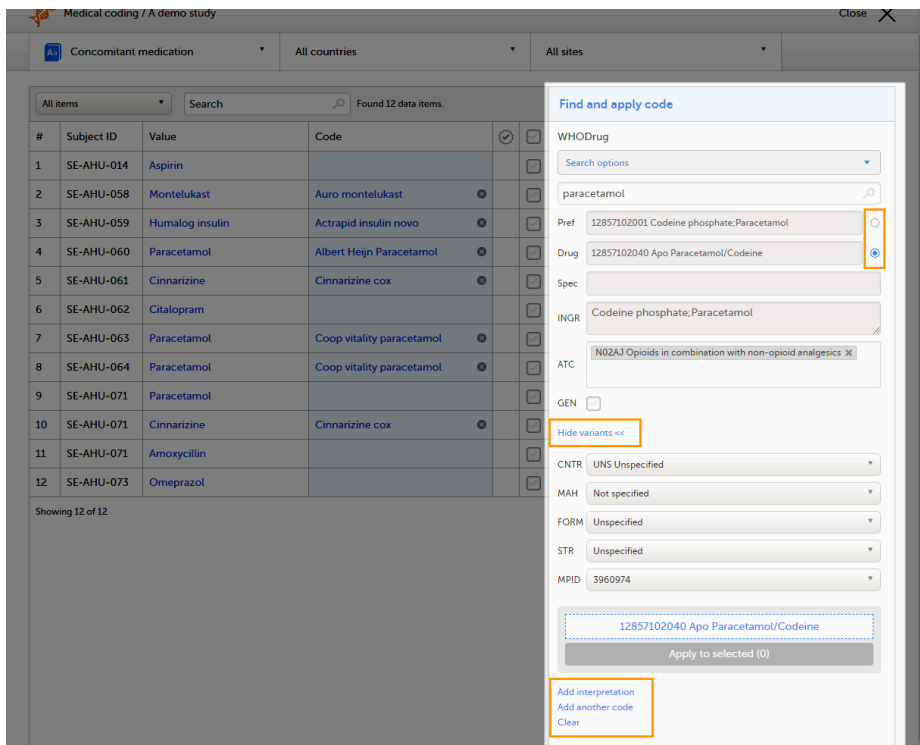 Medical coding / A demo study
Close
Concomitant medication
All countries
All sites
All items
Search
Found 12 data items.
# Subject ID Value Code
1 SE-AHU-014 Aspirin
2 SE-AHU-058 Montelukast Auro montelukast
3 SE-AHU-059 Humalog insulin Actrapid insulin novo
4 SE-AHU-060 Paracetamol Albert Heijn Paracetamol
5 SE-AHU-061 Cinnarizine Cinnarizine cox
6 SE-AHU-062 Citalopram
7 SE-AHU-063 Paracetamol Coop vitality paracetamol
8 SE-AHU-064 Paracetamol Coop vitality paracetamol
9 SE-AHU-071 Paracetamol
10 SE-AHU-071 Cinnarizine Cinnarizine cox
11 SE-AHU-071 Amoxycillin
12 SE-AHU-073 Omeprazol
Showing 12 of 12
Find and apply code
WHODrug
Search options
paracetamol
Pref 12857102001 Codeine phosphate;Paracetamol
Drug 12857102040 Apo Paracetamol/Codeine
Spec
INGR Codeine phosphate;Paracetamol
ATC N02AJ Opioids in combination with non-opioid analgesics
GEN
Hide variants <<
CNTR UNS Unspecified
MAH Not specified
FORM Unspecified
STR Unspecified
MPID 3960974
12857102040 Apo Paracetamol/Codeine
Apply to selected (0)
Add interpretation
Add another code
Clear